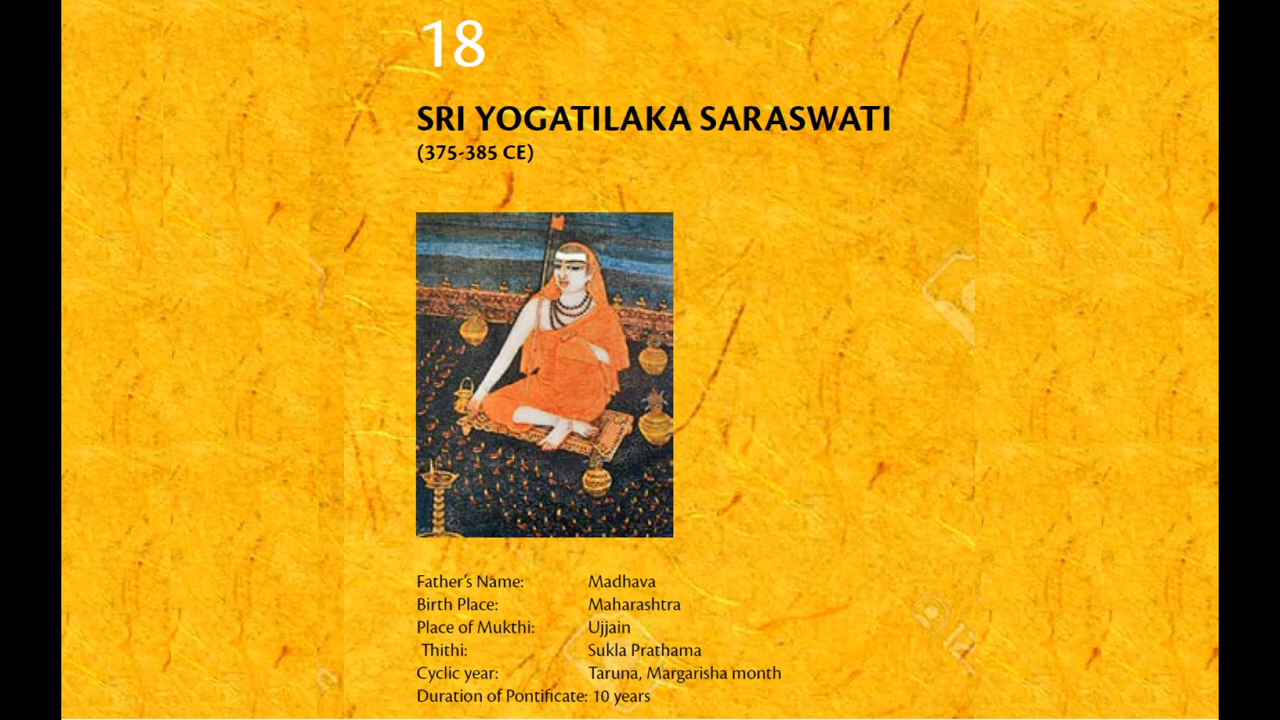 18
SRI YOGATILAKA SARASWATI
(375-385 CE)
Father's Name: Madhava
Birth Place: Maharashtra
Place of Mukthi: Ujjain
Thithi: Sukla Prathama
Cyclic year: Taruna, Margarisha month
Duration of Pontificate: 10 years